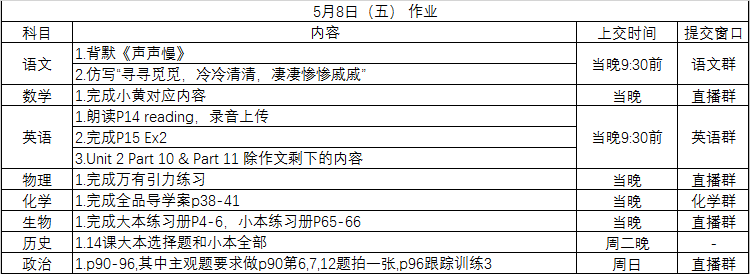 5月8日（五） 作业
科目 内容 上交时间 提交窗口
语文 1.背默《声声慢》 当晚9:30前 语文群
2.仿写“寻寻觅觅，冷冷清清，凄凄惨惨戚戚”
数学 1.完成小黄对应内容 当晚 直播群
英语 1.朗读P14 reading，录音上传 当晚9:30前 英语群
2.完成P15 Ex2
3.Unit 2 Part 10 & Part 11 除作文剩下的内容
物理 1.完成万有引力练习 当晚 直播群
化学 1.完成全品导学案p38-41 当晚 化学群
生物 1.完成大本练习册P4-6，小本练习册P65-66 当晚 直播群
历史 1.14课大本选择题和小本全部 周二晚 -
政治 1.p90-96,其中主观题要求做p90第6,7,12题拍一张,p96跟踪训练3 周日 直播群